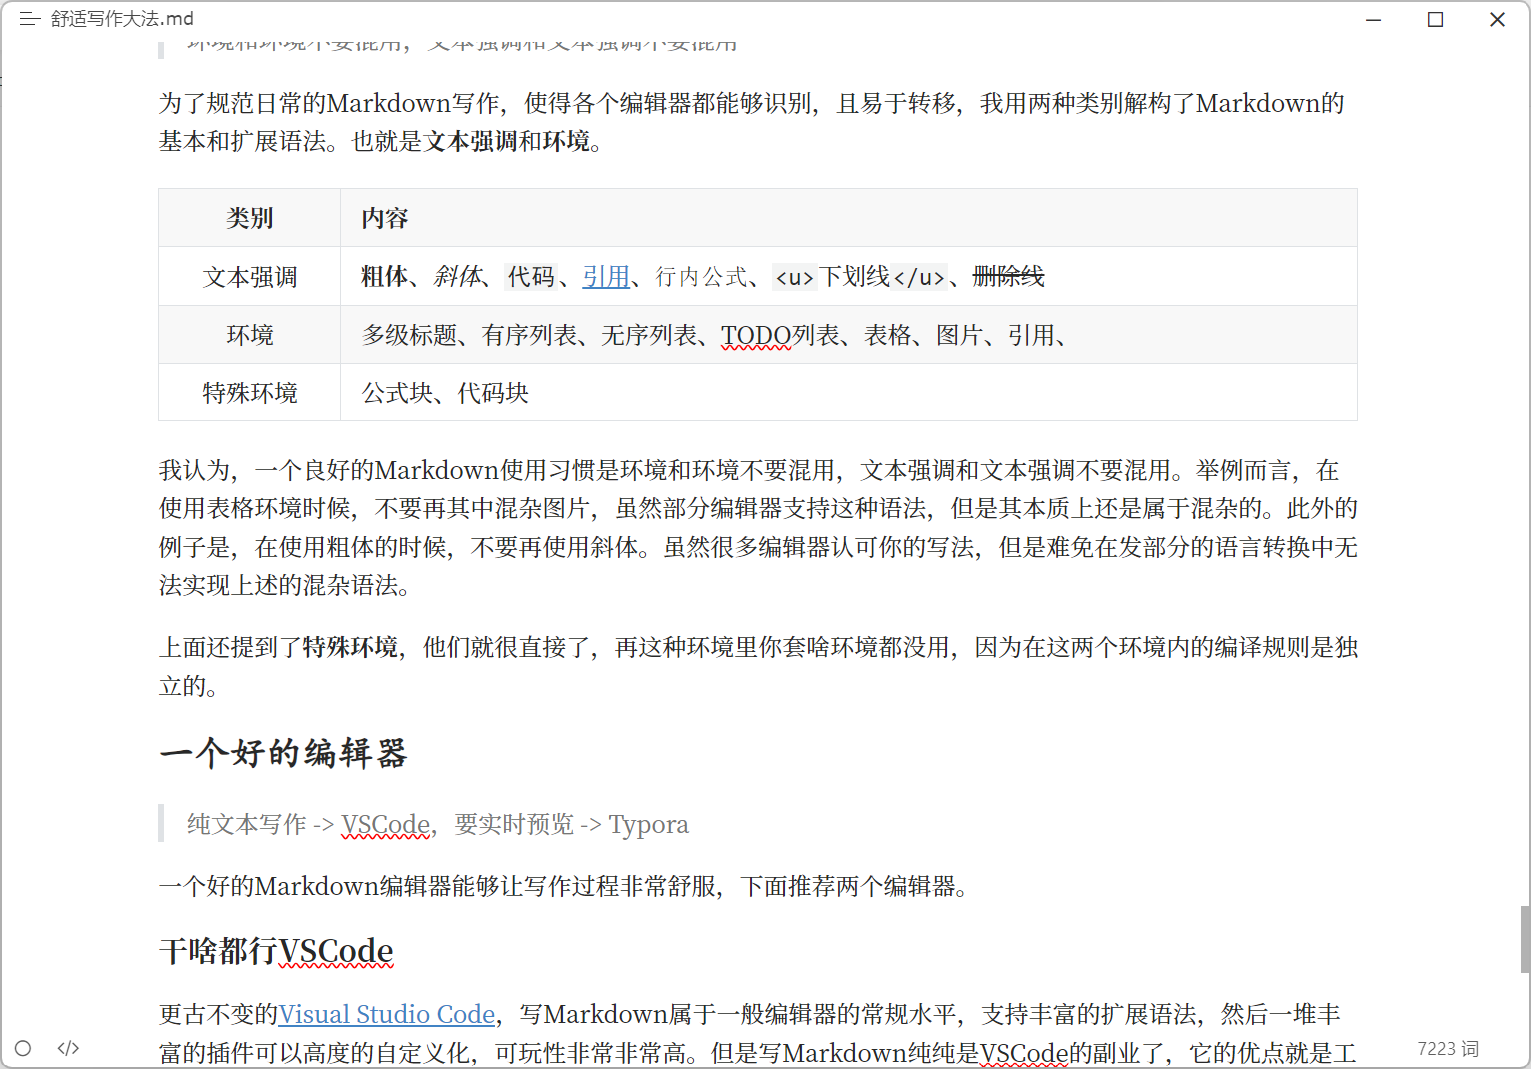 舒适写作大法.md
环境和环境不要混用，文本强调和文本强调不要混用
为了规范日常的Markdown写作，使得各个编辑器都能够识别，且易于转移，我用两种类别解构了Markdown的
基本和扩展语法。也就是文本强调和环境。
类别 内容
文本强调 粗体、斜体、代码、引用、行内公式、<u>下划线</u>、删除线
环境 多级标题、有序列表、无序列表、TODO列表、表格、图片、引用、
特殊环境 公式块、代码块
我认为，一个良好的Markdown使用习惯是环境和环境不要混用，文本强调和文本强调不要混用。举例而言，在
使用表格环境时候，不要再其中混杂图片，虽然部分编辑器支持这种语法，但是其本质上还是属于混杂的。此外的
例子是，在使用粗体的时候，不要再使用斜体。虽然很多编辑器认可你的写法，但是难免在发部分的语言转换中无
法实现上述的混杂语法。
上面还提到了特殊环境，他们就很直接了，再这种环境里你套啥环境都没用，因为在这两个环境内的编译规则是独
立的。
一个好的编辑器
纯文本写作 -> VSCode，要实时预览 -> Typora
一个好的Markdown编辑器能够让写作过程非常舒服，下面推荐两个编辑器。
干啥都行VSCode
更古不变的Visual Studio Code，写Markdown属于一般编辑器的常规水平，支持丰富的扩展语法，然后一堆丰
富的插件可以高度的自定义化，可玩性非常非常高。但是写Markdown纯纯是VSCode的副业了，它的优点就是工
</> 7223 词